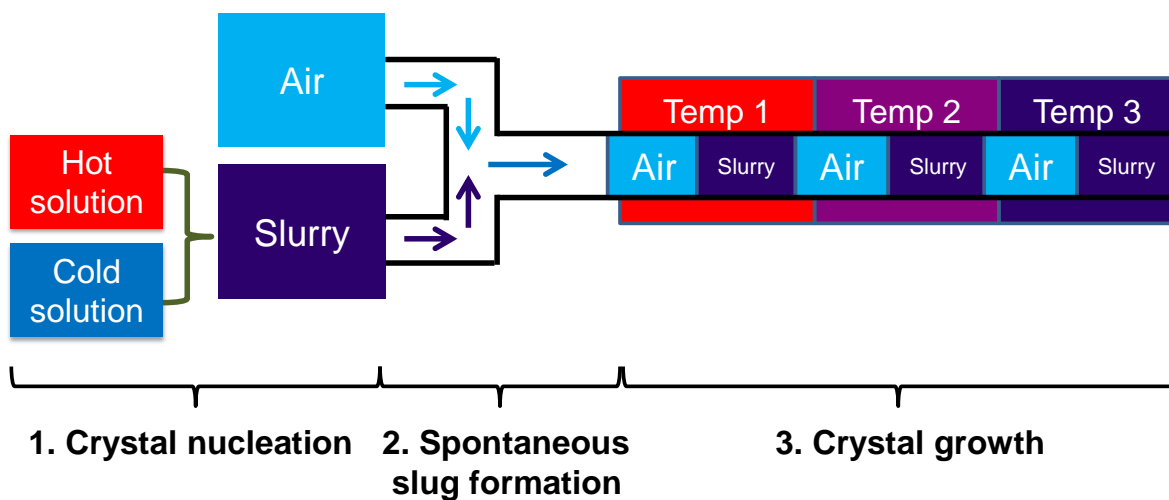 Air
Hot
solution
Slurry
Cold
solution
Temp 1
Temp 2
Temp 3
Air
Slurry
Air
Slurry
Air
Slurry
1. Crystal nucleation
2. Spontaneous
slug formation
3. Crystal growth